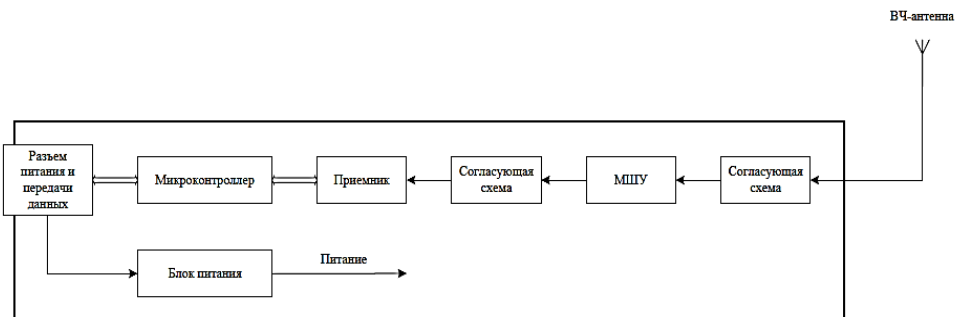 ВЧ-антенна
Разъем
питания и
передачи
данных
Микроконтроллер
Приемник
Согласующая
схема
МШУ
Согласующая
схема
Блок питания
Питание